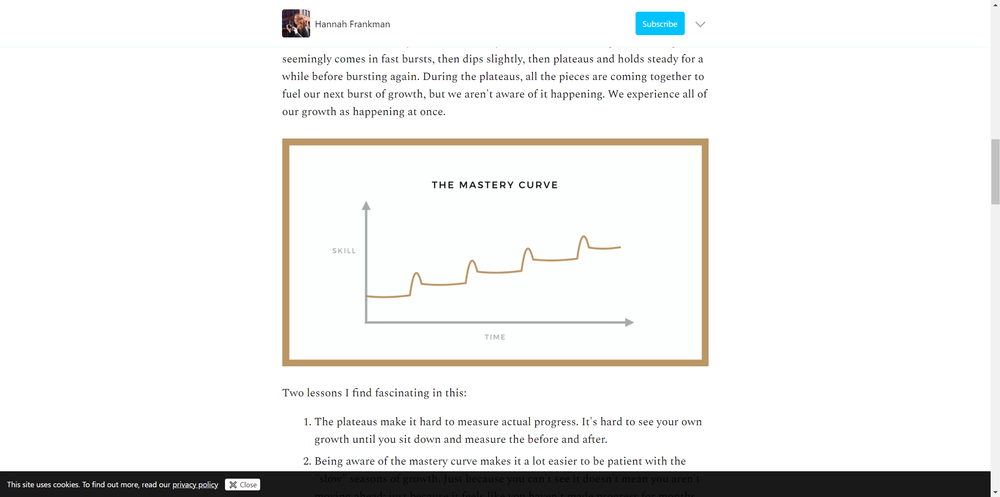 Hannah Frankman
Subscribe
seemingly comes in fast bursts, then dips slightly, then plateaus and holds steady for a
while before bursting again. During the plateaus, all the pieces are coming together to
fuel our next burst of growth, but we aren't aware of it happening. We experience all of
our growth as happening at once.
THE MASTERY CURVE
SKILL
TIME
Two lessons I find fascinating in this:
1. The plateaus make it hard to measure actual progress. It's hard to see your own
growth until you sit down and measure the before and after.
2. Being aware of the mastery curve makes it a lot easier to be patient with the
"slow" seasons of growth. Just because you can't see it doesn't mean you aren't
moving ahead; just because it feels like you haven't made progress for months
This site uses cookies. To find out more, read our privacy policy
Close